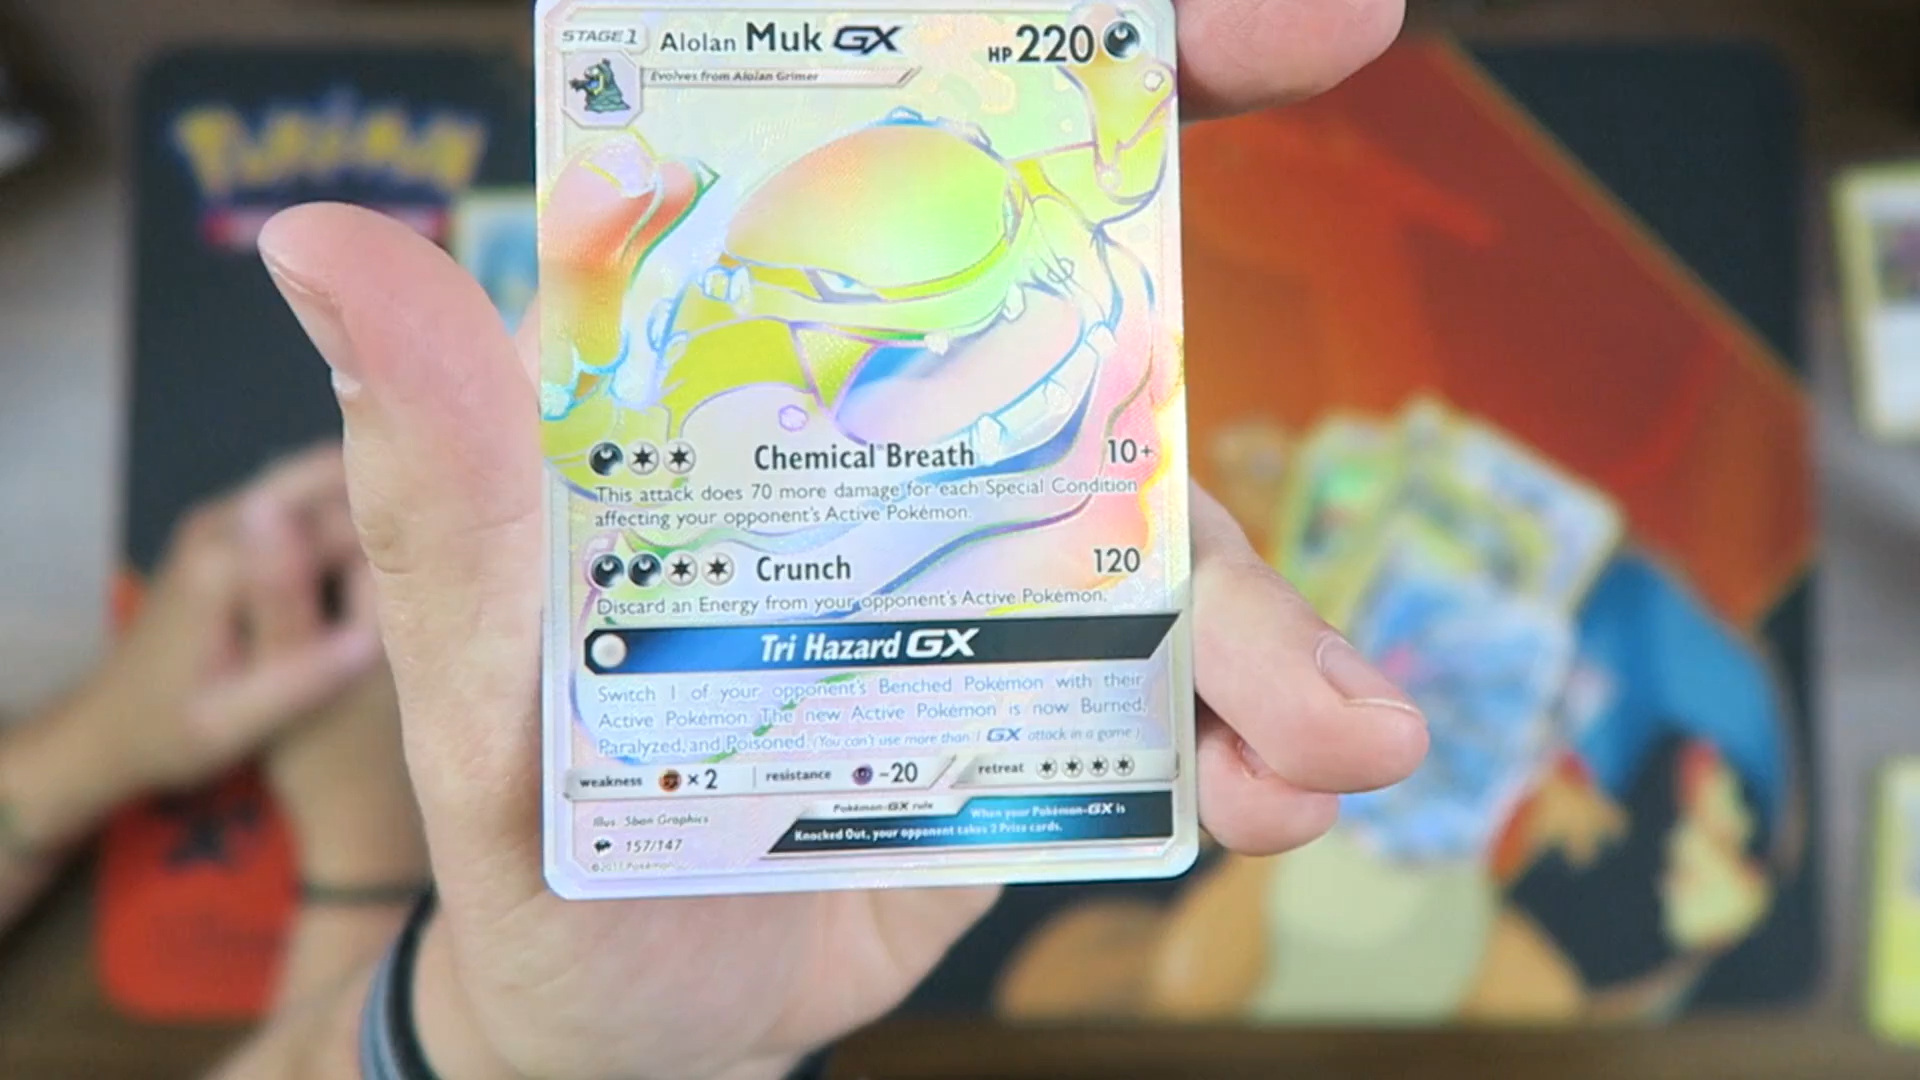 STAGE 1 Alolan Muk GX HP 220
Evolves from Alolan Grimer
Chemical Breath 10+
This attack does 70 more damage for each Special Condition
affecting your opponent's Active Pokémon.
Crunch 120
Discard an Energy from your opponent's Active Pokémon.
Tri Hazard GX
Switch 1 of your opponent's Benched Pokémon with their
Active Pokémon. The new Active Pokémon is now Burned,
Paralyzed, and Poisoned. (You can't use more than 1 GX attack in a game.)
weakness ×2 resistance -20 retreat
Pokémon-GX rule When your Pokémon-GX is
Knocked Out, your opponent takes 2 Prize cards.
Illus. 5ban Graphics
157/147
©2017 Pokémon
Pokémon